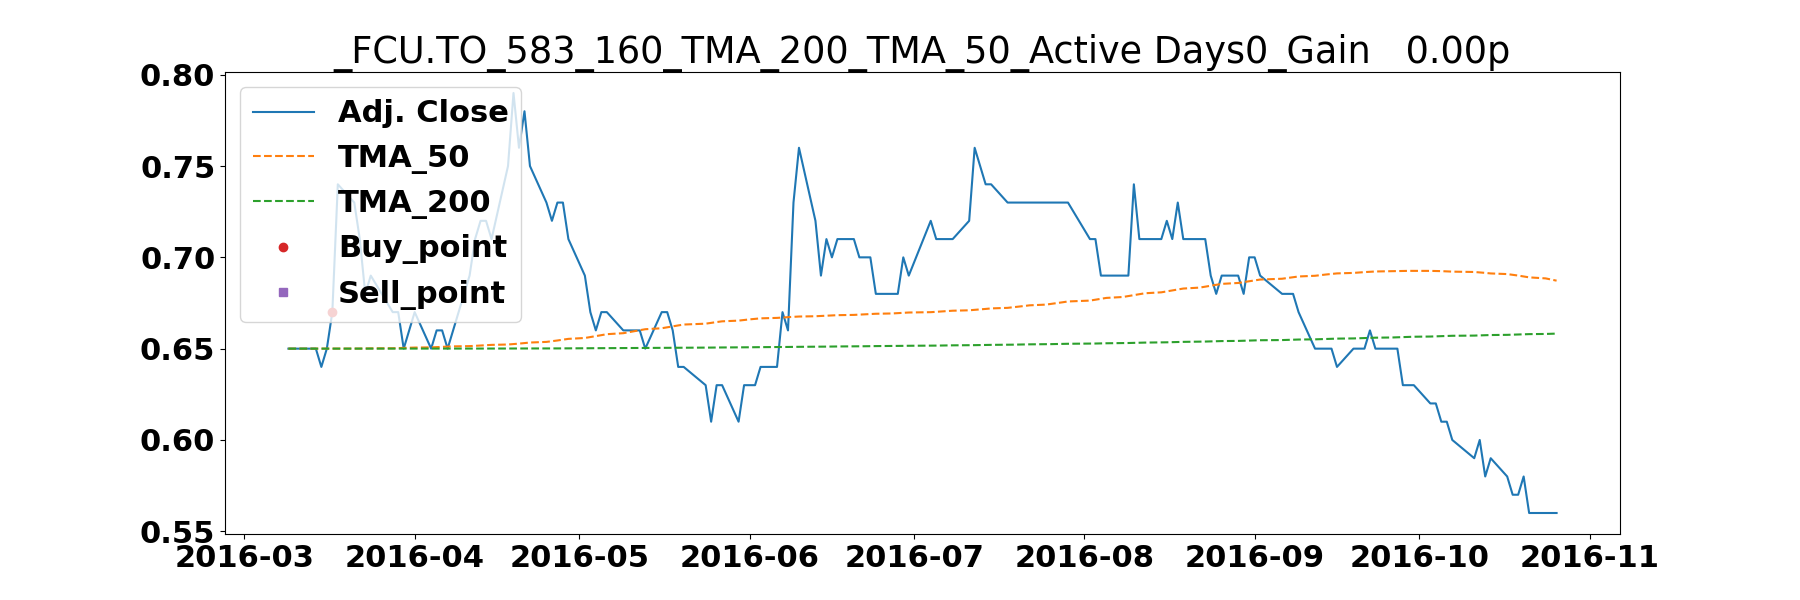 _FCU.TO_583_160_TMA_200_TMA_50_Active Days0_Gain   0.00p
0.80
0.75
0.70
0.65
0.60
0.55
Adj. Close
TMA_50
TMA_200
Buy_point
Sell_point
2016-03 2016-04 2016-05 2016-06 2016-07 2016-08 2016-09 2016-10 2016-11